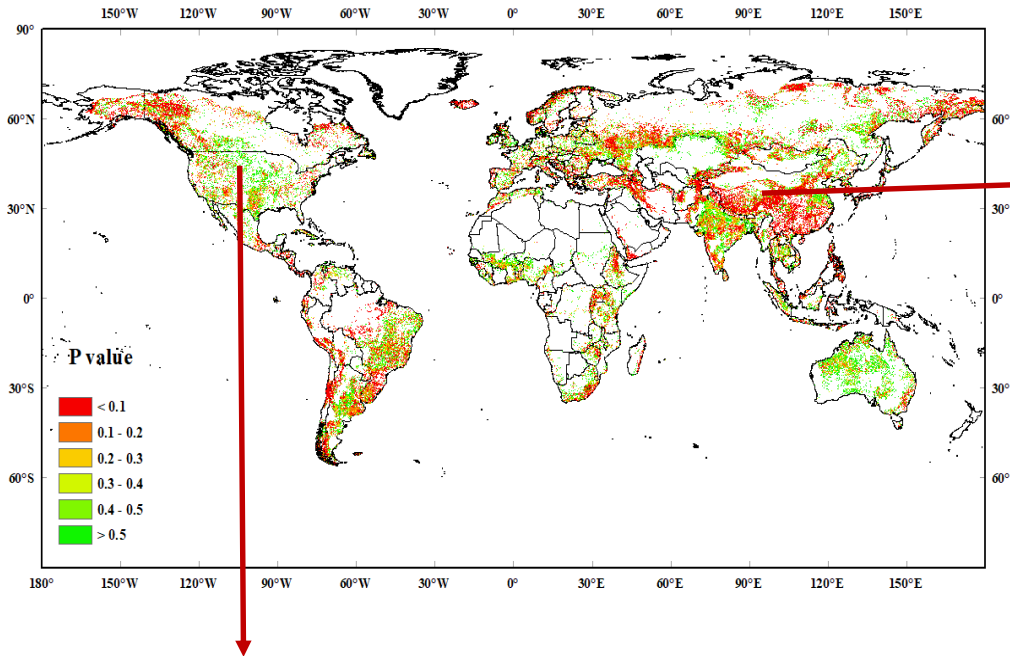 150°W 120°W 90°W 60°W 30°W 0° 30°E 60°E 90°E 120°E 150°E
90°
60°N 60°
30°N 30°
0° 0°
P value
30°S 30°
< 0.1
0.1 - 0.2
0.2 - 0.3
60°S 60°
0.3 - 0.4
0.4 - 0.5
> 0.5
180° 150°W 120°W 90°W 60°W 30°W 0° 30°E 60°E 90°E 120°E 150°E